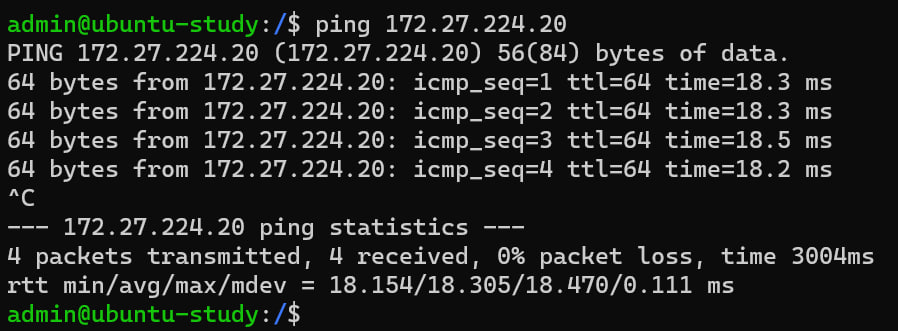 admin@ubuntu-study:/$ ping 172.27.224.20
PING 172.27.224.20 (172.27.224.20) 56(84) bytes of data.
64 bytes from 172.27.224.20: icmp_seq=1 ttl=64 time=18.3 ms
64 bytes from 172.27.224.20: icmp_seq=2 ttl=64 time=18.3 ms
64 bytes from 172.27.224.20: icmp_seq=3 ttl=64 time=18.5 ms
64 bytes from 172.27.224.20: icmp_seq=4 ttl=64 time=18.2 ms
^C
--- 172.27.224.20 ping statistics ---
4 packets transmitted, 4 received, 0% packet loss, time 3004ms
rtt min/avg/max/mdev = 18.154/18.305/18.470/0.111 ms
admin@ubuntu-study:/$